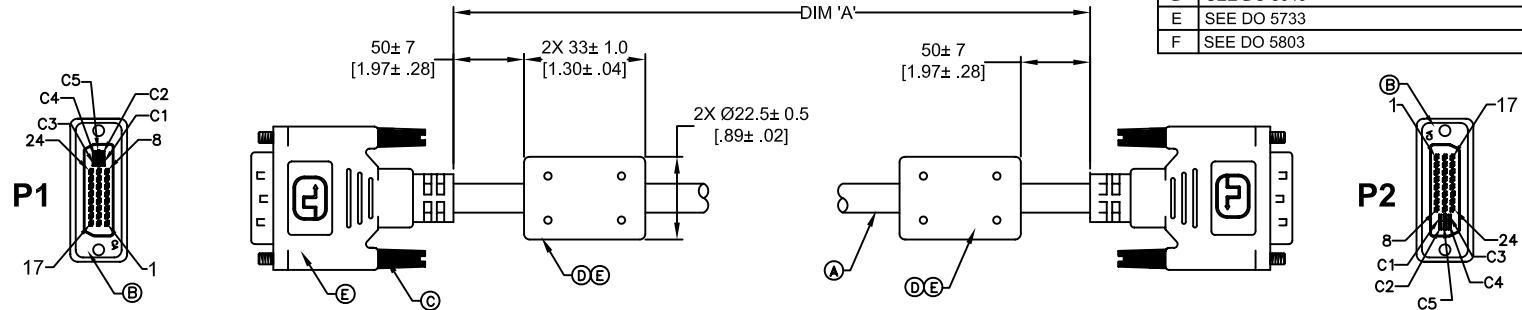 DIM 'A'
E SEE DO 5733
F SEE DO 5803
50± 7
[1.97± .28]
2X 33± 1.0
[1.30± .04]
50± 7
[1.97± .28]
2X Ø22.5± 0.5
[.89± .02]
C5
C4
C3
24
C2
C1
8
P1
17
1
B
E
C
D E
A
D E
B
1
17
P2
8
C1
C2
C5
24
C3
C4